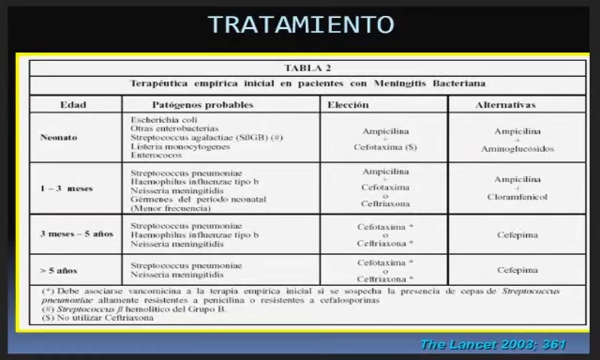 TRATAMIENTO
TABLA 2
Terapéutica empírica inicial en pacientes con Meningitis Bacteriana
Edad Patógenos probables Elección Alternativas
Neonato
Escherichia coli
Otras enterobacterias
Streptococcus agalactiae (SβGB) (#)
Listeria monocytogenes
Enterococos
Ampicilina
+
Cefotaxima ($)
Ampicilina
+
Aminoglucósidos
1 – 3 meses
Streptococcus pneumoniae
Haemophilus influenzae tipo b
Neisseria meningitidis
Gérmenes del período neonatal
(Menor frecuencia)
Ampicilina
+
Cefotaxima
o
Ceftriaxona
Ampicilina
+
Cloramfenicol
3 meses – 5 años
Streptococcus pneumoniae
Haemophilus influenzae tipo b
Neisseria meningitidis
Cefotaxima *
o
Ceftriaxona *
Cefepima
> 5 años
Streptococcus pneumoniae
Neisseria meningitidis
Cefotaxima *
o
Ceftriaxona *
Cefepima
(*) Debe asociarse vancomicina a la terapia empírica inicial si se sospecha la presencia de cepas de Streptococcus
pneumoniae altamente resistentes a penicilina o resistentes a cefalosporinas
(#) Streptococcus β hemolítico del Grupo B.
($) No utilizar Ceftriaxona
The Lancet 2003; 361